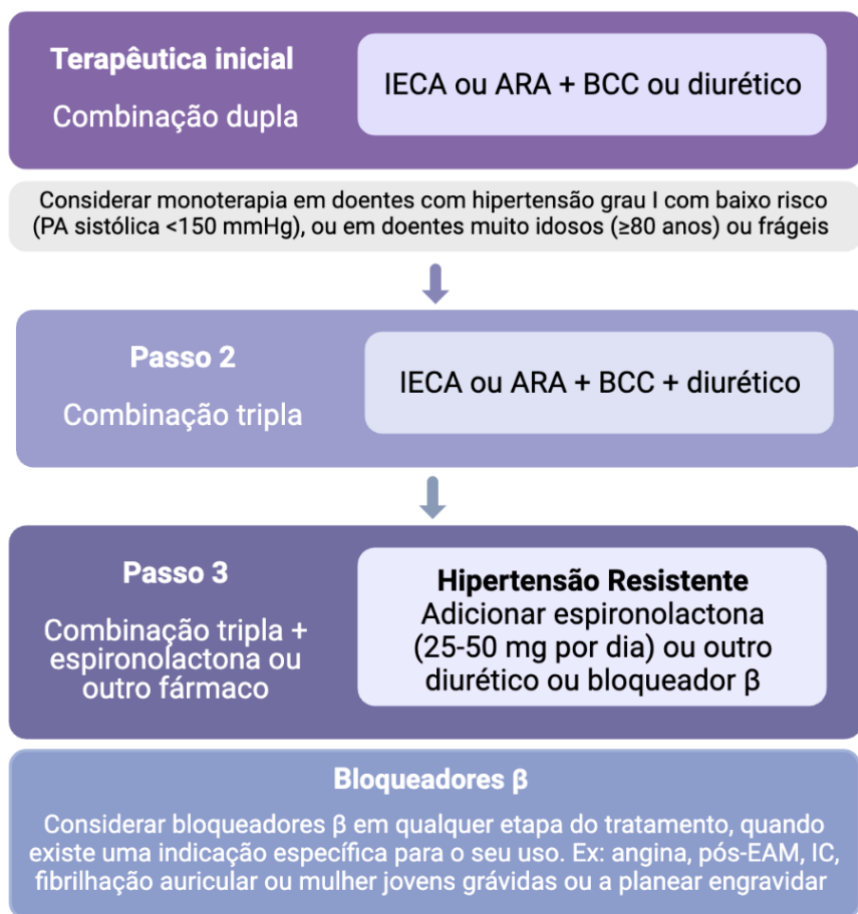 Terapêutica inicial
Combinação dupla
IECA ou ARA + BCC ou diurético
Considerar monoterapia em doentes com hipertensão grau I com baixo risco
(PA sistólica <150 mmHg), ou em doentes muito idosos (≥80 anos) ou frágeis
Passo 2
Combinação tripla
IECA ou ARA + BCC + diurético
Passo 3
Combinação tripla +
espironolactona ou
outro fármaco
Hipertensão Resistente
Adicionar espironolactona
(25-50 mg por dia) ou outro
diurético ou bloqueador β
Bloqueadores β
Considerar bloqueadores β em qualquer etapa do tratamento, quando
existe uma indicação específica para o seu uso. Ex: angina, pós-EAM, IC,
fibrilhação auricular ou mulher jovens grávidas ou a planear engravidar